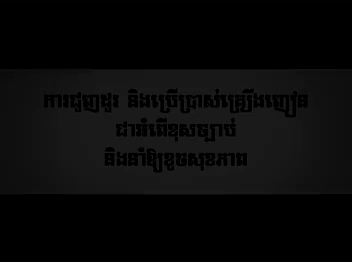 ការជួញដូរ និងប្រើប្រាស់គ្រឿងញៀន
ជាអំពើខុសច្បាប់
និងនាំឱ្យខូចសុខភាព